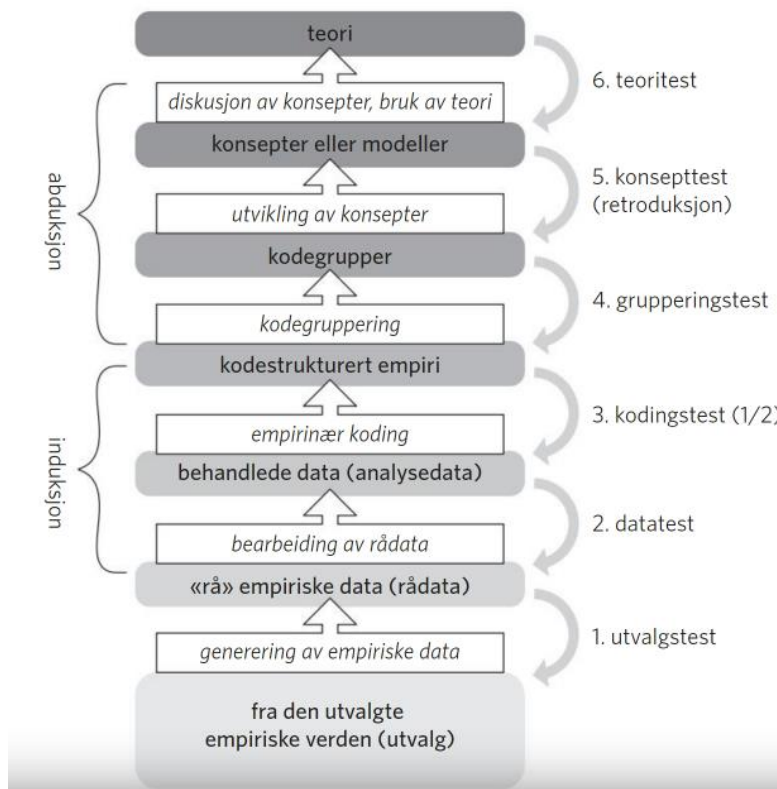 teori
6. teoritest
diskusjon av konsepter, bruk av teori
konsepter eller modeller
5. konsepttest
(retroduksjon)
utvikling av konsepter
abduksjon
kodegrupper
4. grupperingstest
kodegruppering
kodestrukturert empiri
3. kodingstest (1/2)
empirinær koding
behandlede data (analysedata)
induksjon
2. datatest
bearbeiding av rådata
«rå» empiriske data (rådata)
1. utvalgstest
generering av empiriske data
fra den utvalgte
empiriske verden (utvalg)